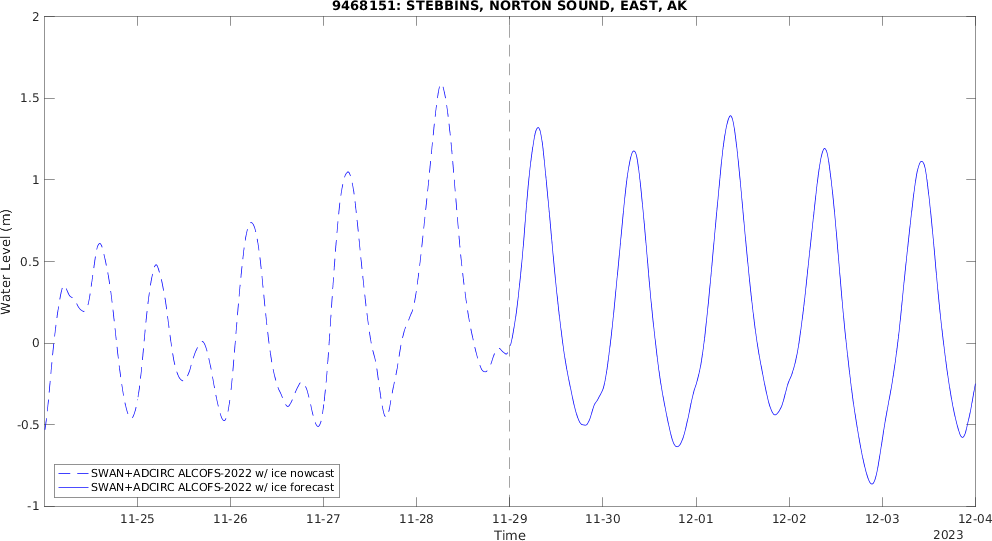 9468151: STEBBINS, NORTON SOUND, EAST, AK
2
1.5
1
0.5
0
-0.5
-1
Water Level (m)
SWAN+ADCIRC ALCOFS-2022 w/ ice nowcast
SWAN+ADCIRC ALCOFS-2022 w/ ice forecast
11-25 11-26 11-27 11-28 11-29 11-30 12-01 12-02 12-03 12-04
Time
2023